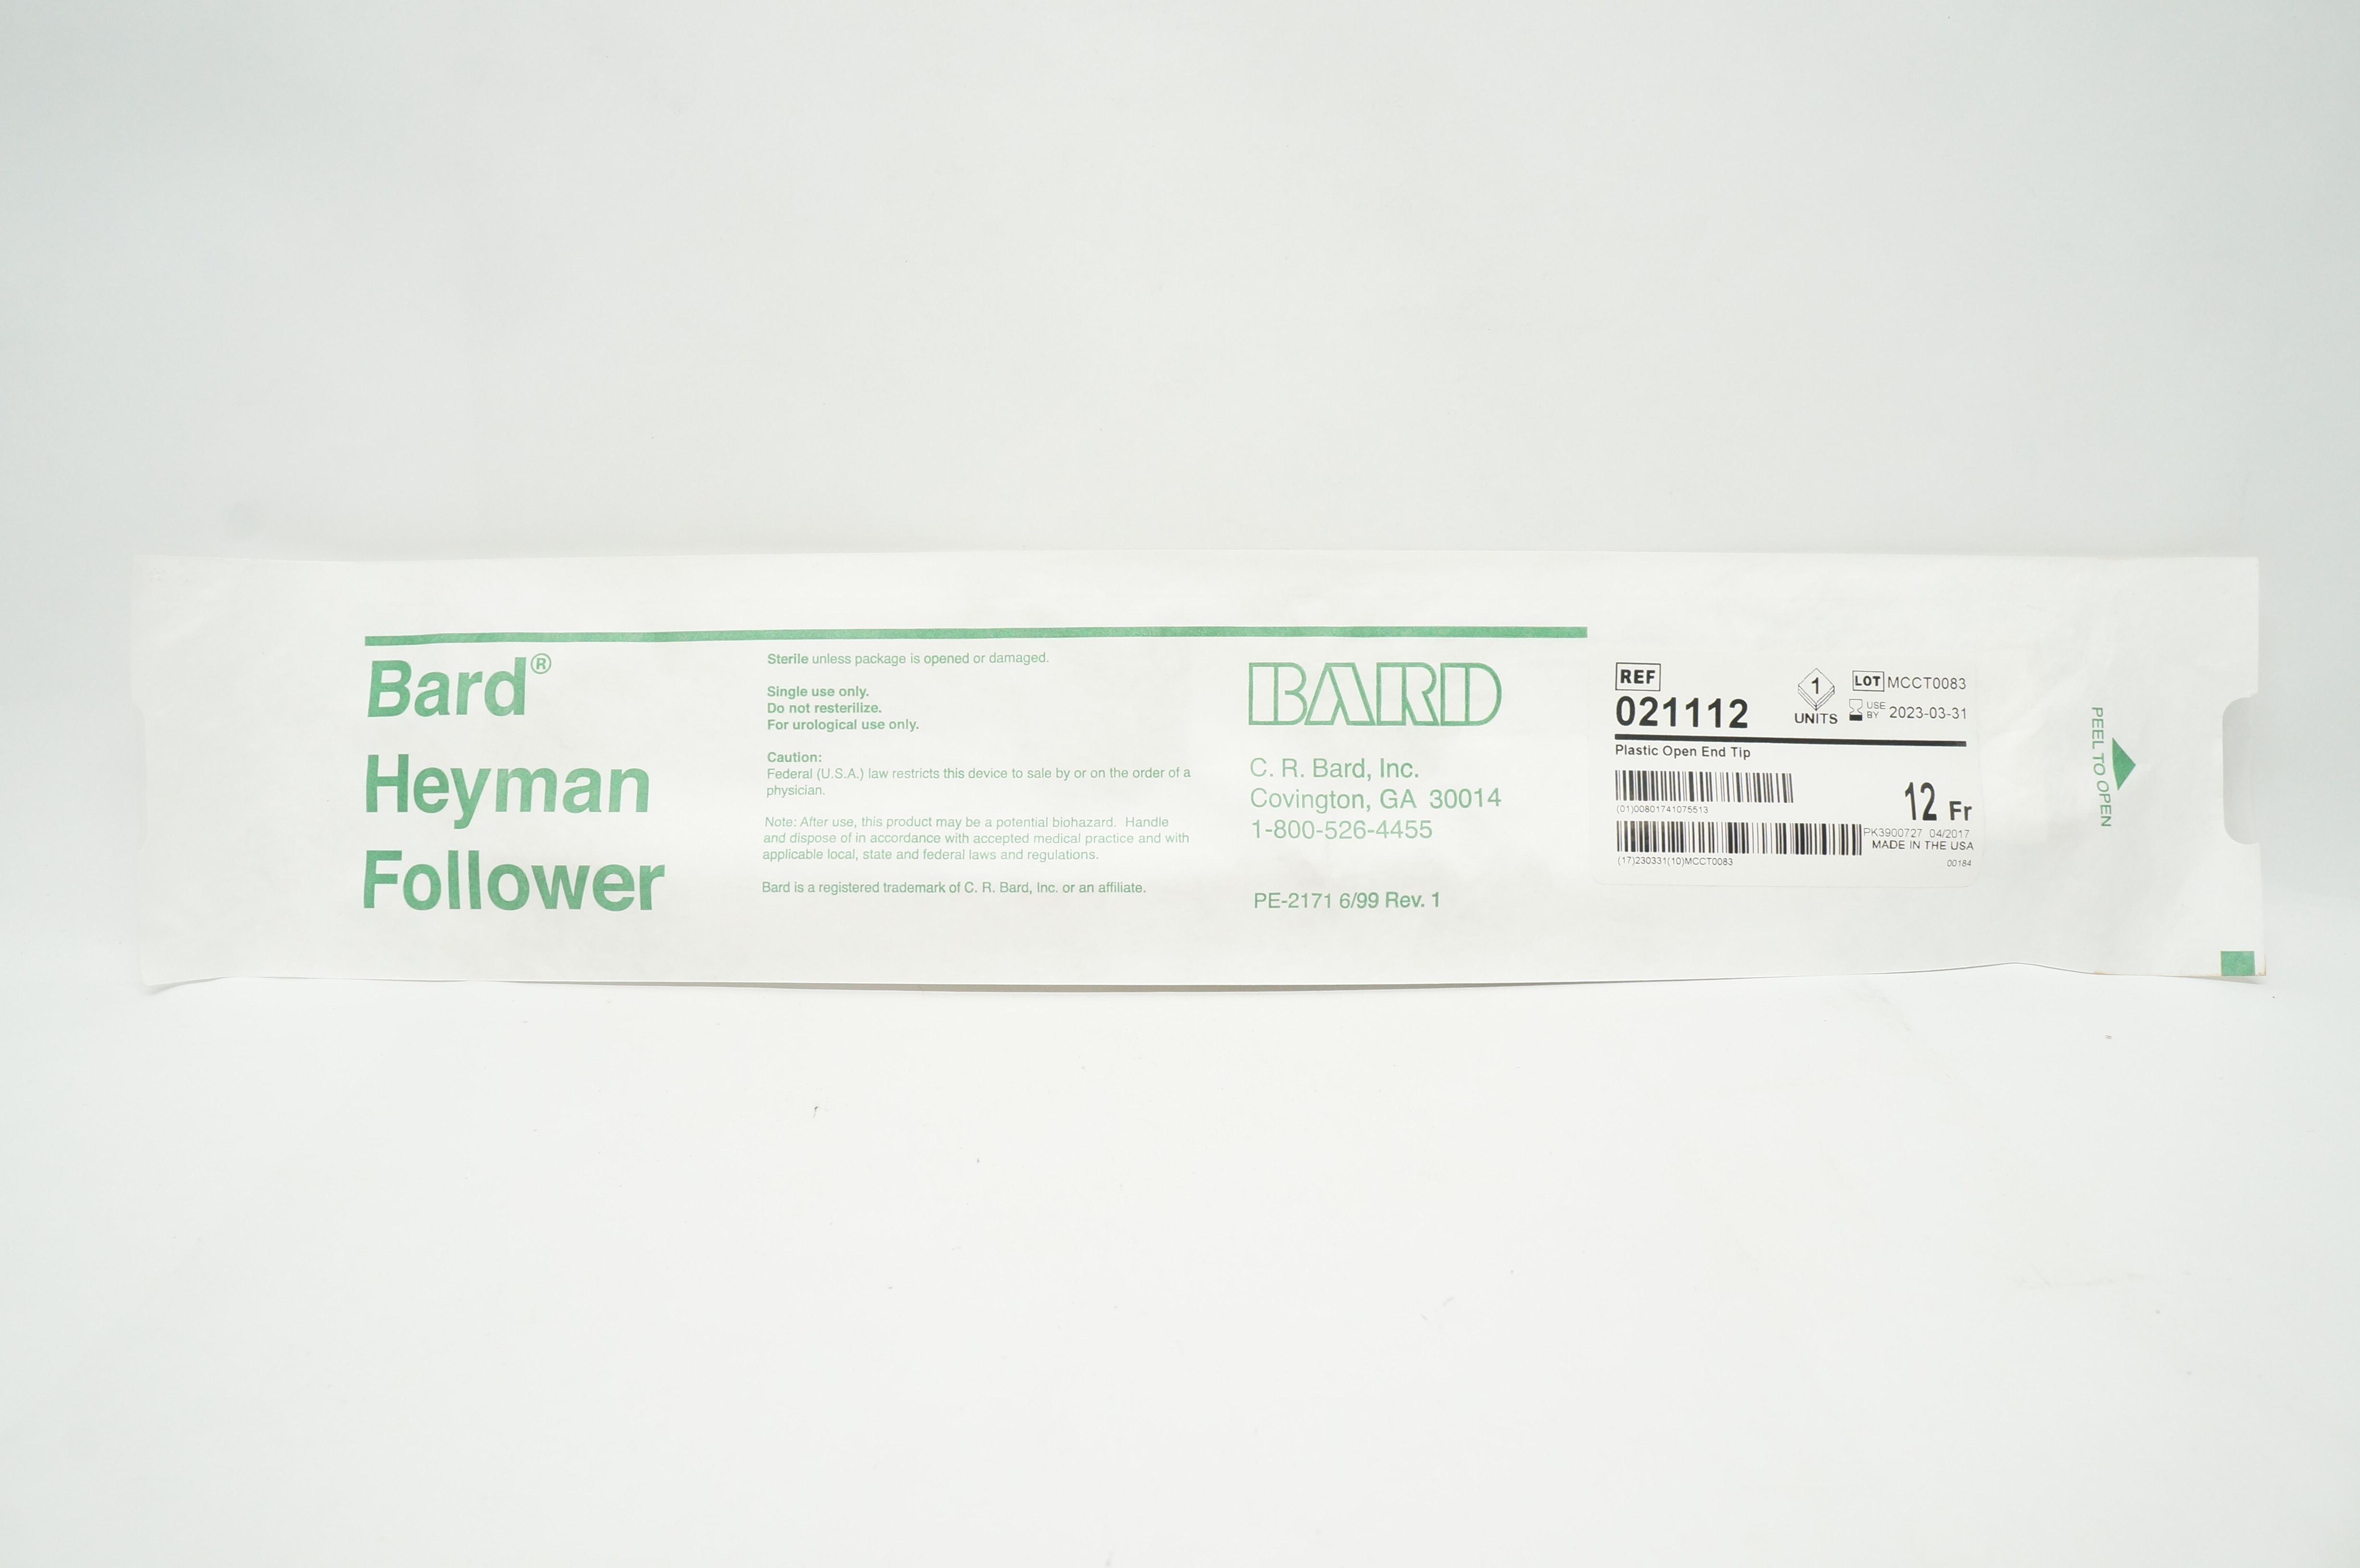 Bard®
Heyman
Follower
Sterile unless package is opened or damaged.
Single use only.
Do not resterilize.
For urological use only.
Caution:
Federal (U.S.A.) law restricts this device to sale by or on the order of a
physician.
Note: After use, this product may be a potential biohazard. Handle
and dispose of in accordance with accepted medical practice and with
applicable local, state and federal laws and regulations.
Bard is a registered trademark of C. R. Bard, Inc. or an affiliate.
BARD
C. R. Bard, Inc.
Covington, GA 30014
1-800-526-4455
PE-2171 6/99 Rev. 1
REF
021112
1
UNITS
LOT MCCT0083
USE BY 2023-03-31
Plastic Open End Tip
(01)00801741075513
12 Fr
PK3900727 04/2017
MADE IN THE USA
(17)230331(10)MCCT0083
00184
PEEL TO OPEN